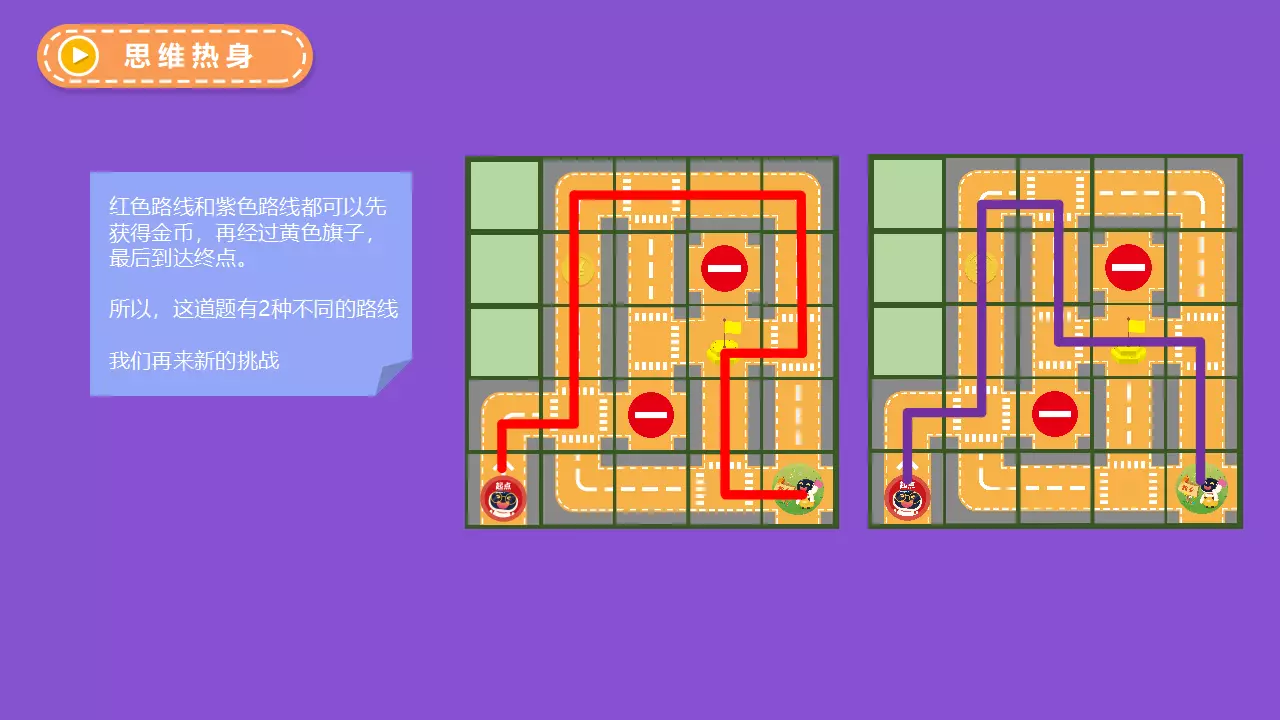 思维热身
红色路线和紫色路线都可以先
获得金币，再经过黄色旗子，
最后到达终点。
所以，这道题有2种不同的路线
我们再来新的挑战
起点
起点